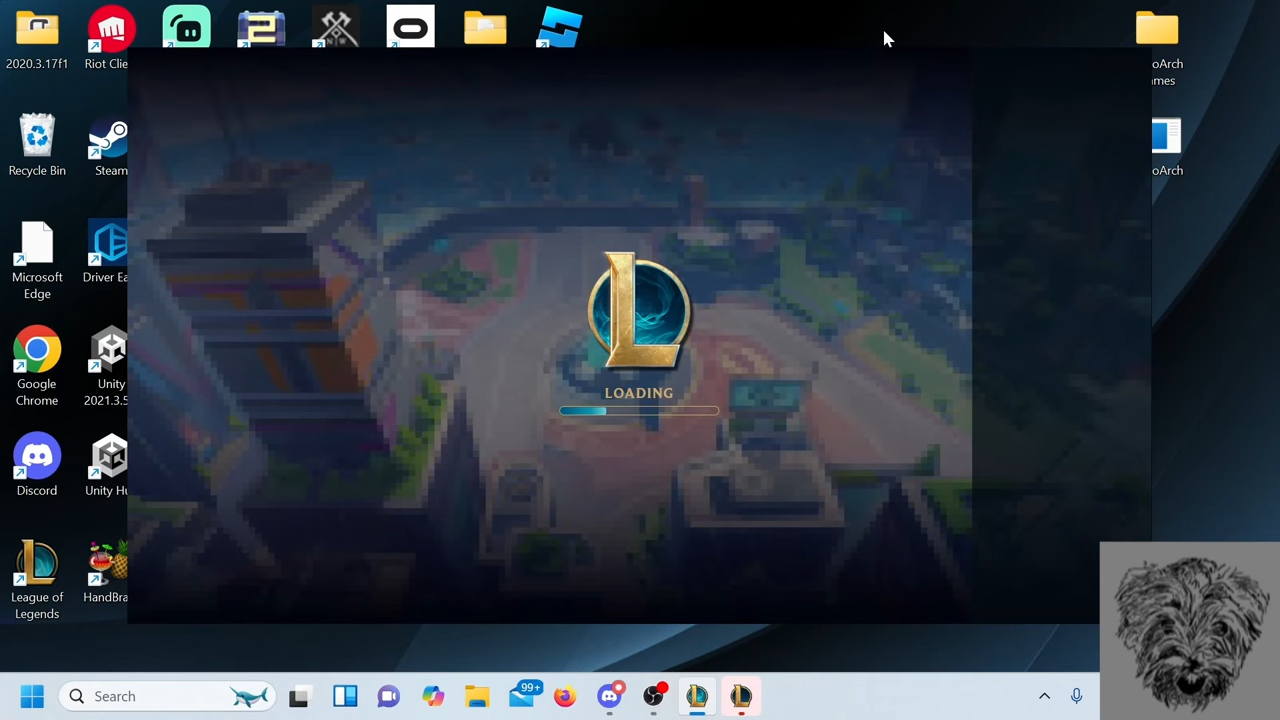 2020.3.17f1
Riot Clie
oArch
mes
Recycle Bin
Steam
oArch
Microsoft
Edge
Driver Ea
Google
Chrome
Unity
2021.3.5
LOADING
Discord
Unity Hu
League of
Legends
HandBra
Search
99+